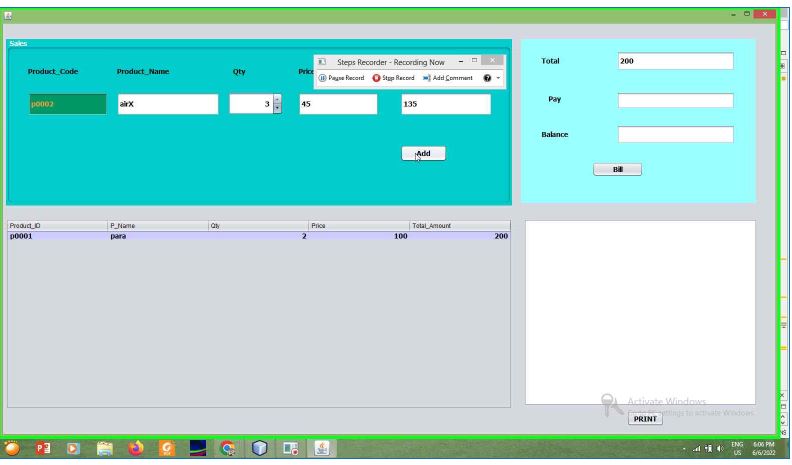 Sales
Steps Recorder - Recording Now
Pause Record Stop Record Add Comment
Product_Code Product_Name Qty Price
p0002 airX 3 45 135
Add
Total 200
Pay
Balance
Bill
Product_ID P_Name Qty Price Total_Amount
p0001 para 2 100 200
Activate Windows
settings to activate Windows.
PRINT
ENG 6:06 PM
US 6/6/2022